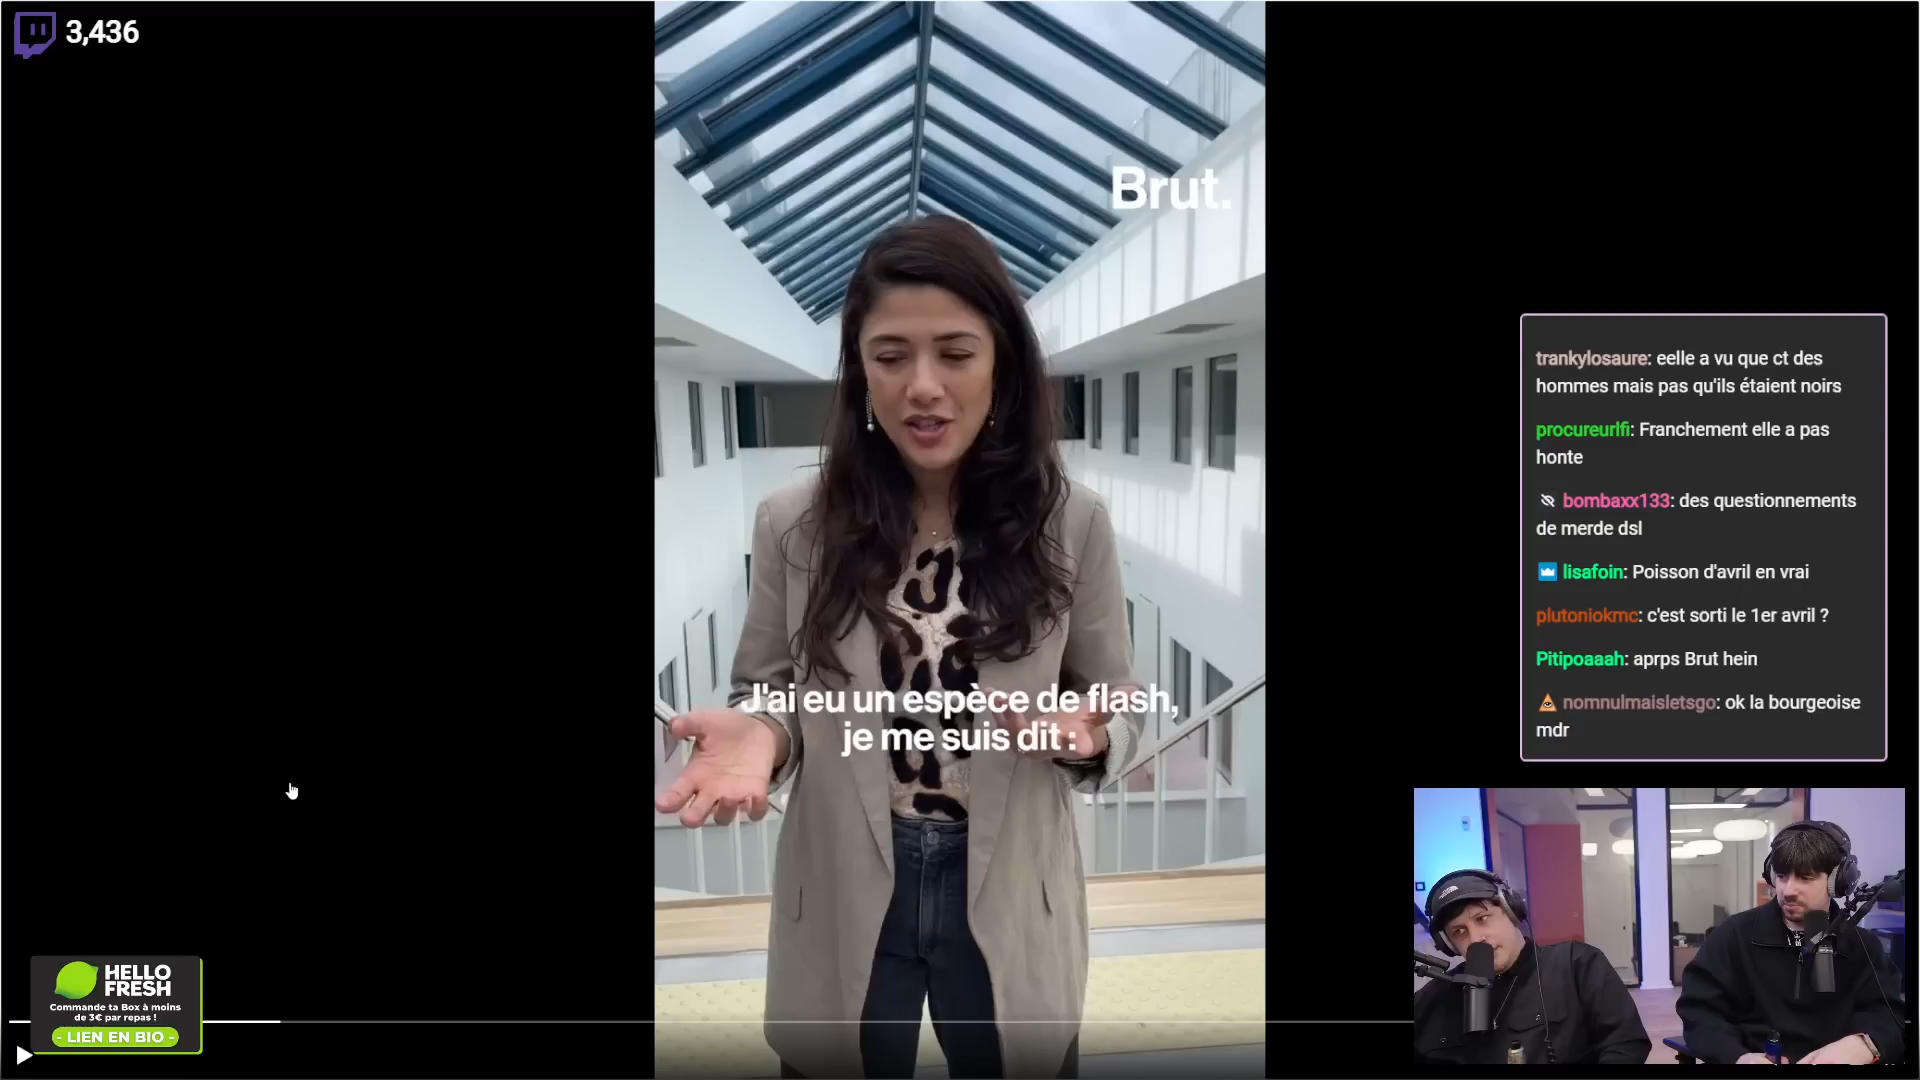 3,436
Brut.
J'ai eu un espèce de flash,
je me suis dit :
trankylosaure: eelle a vu que ct des
hommes mais pas qu'ils étaient noirs
procureurlfi: Franchement elle a pas
honte
bombaxx133: des questionnements
de merde dsl
lisafoin: Poisson d'avril en vrai
plutoniokmc: c'est sorti le 1er avril ?
Pitipoaaah: aprps Brut hein
nomnulmaisletsgo: ok la bourgeoise
mdr
HELLO
FRESH
Commande ta Box à moins
de 3€ par repas !
- LIEN EN BIO -